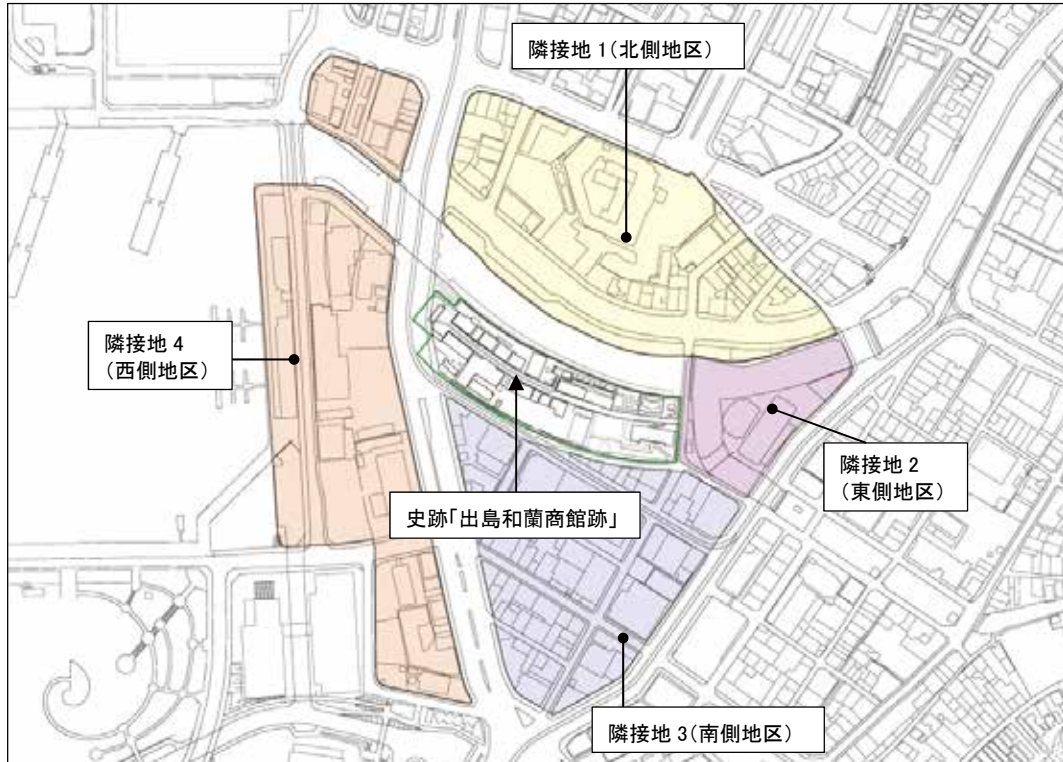 隣接地 1(北側地区)
隣接地 4
(西側地区)
隣接地 2
(東側地区)
史跡「出島和蘭商館跡」
隣接地 3(南側地区)